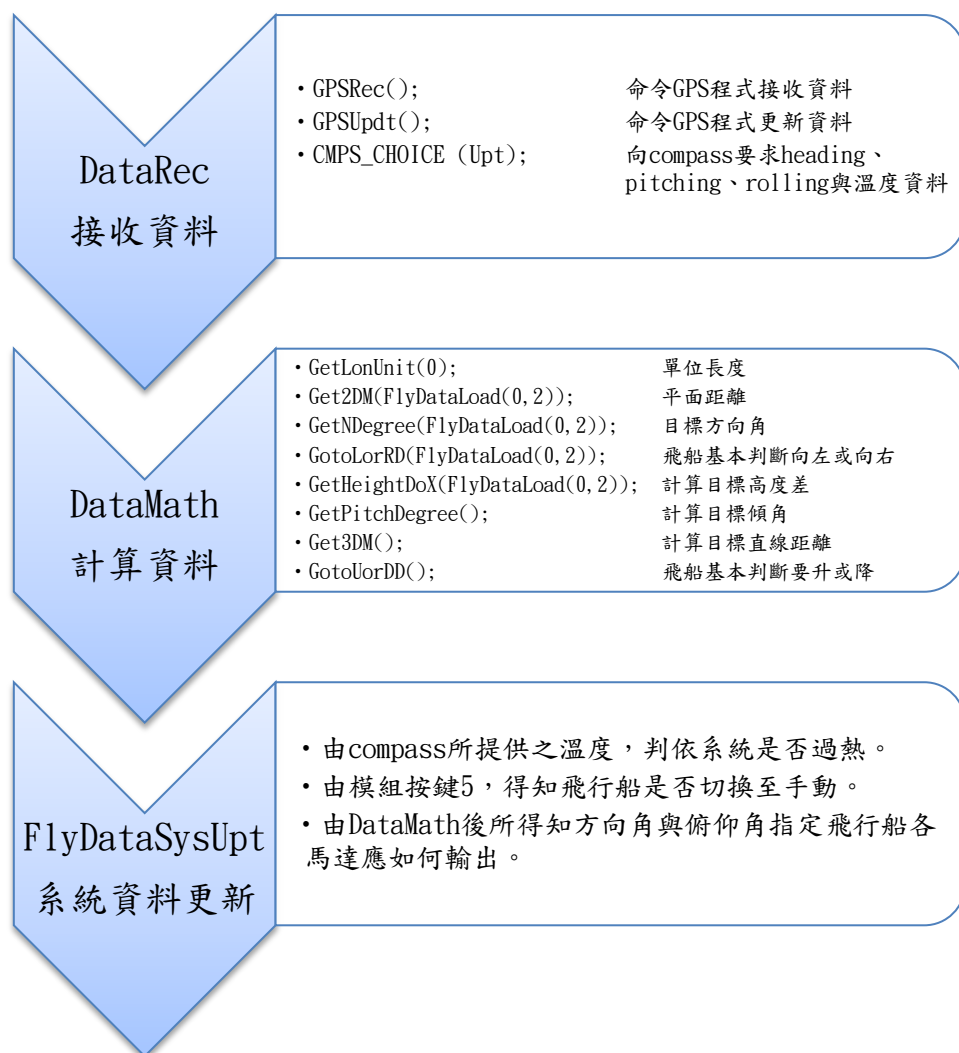 DataRec
接收資料
・GPSRec(); 命令GPS程式接收資料
・GPSUpdt(); 命令GPS程式更新資料
・CMPS_CHOICE (Upt); 向compass要求heading、
pitching、rolling與溫度資料
DataMath
計算資料
・GetLonUnit(0); 單位長度
・Get2DM(FlyDataLoad(0,2)); 平面距離
・GetNDegree(FlyDataLoad(0,2)); 目標方向角
・GotoLorRD(FlyDataLoad(0,2)); 飛船基本判斷向左或向右
・GetHeightDoX(FlyDataLoad(0,2)); 計算目標高度差
・GetPitchDegree(); 計算目標傾角
・Get3DM(); 計算目標直線距離
・GotoUorDD(); 飛船基本判斷要升或降
FlyDataSysUpt
系統資料更新
・由compass所提供之溫度，判依系統是否過熱。
・由模組按鍵5，得知飛行船是否切換至手動。
・由DataMath後所得知方向角與俯仰角指定飛行船各
馬達應如何輸出。